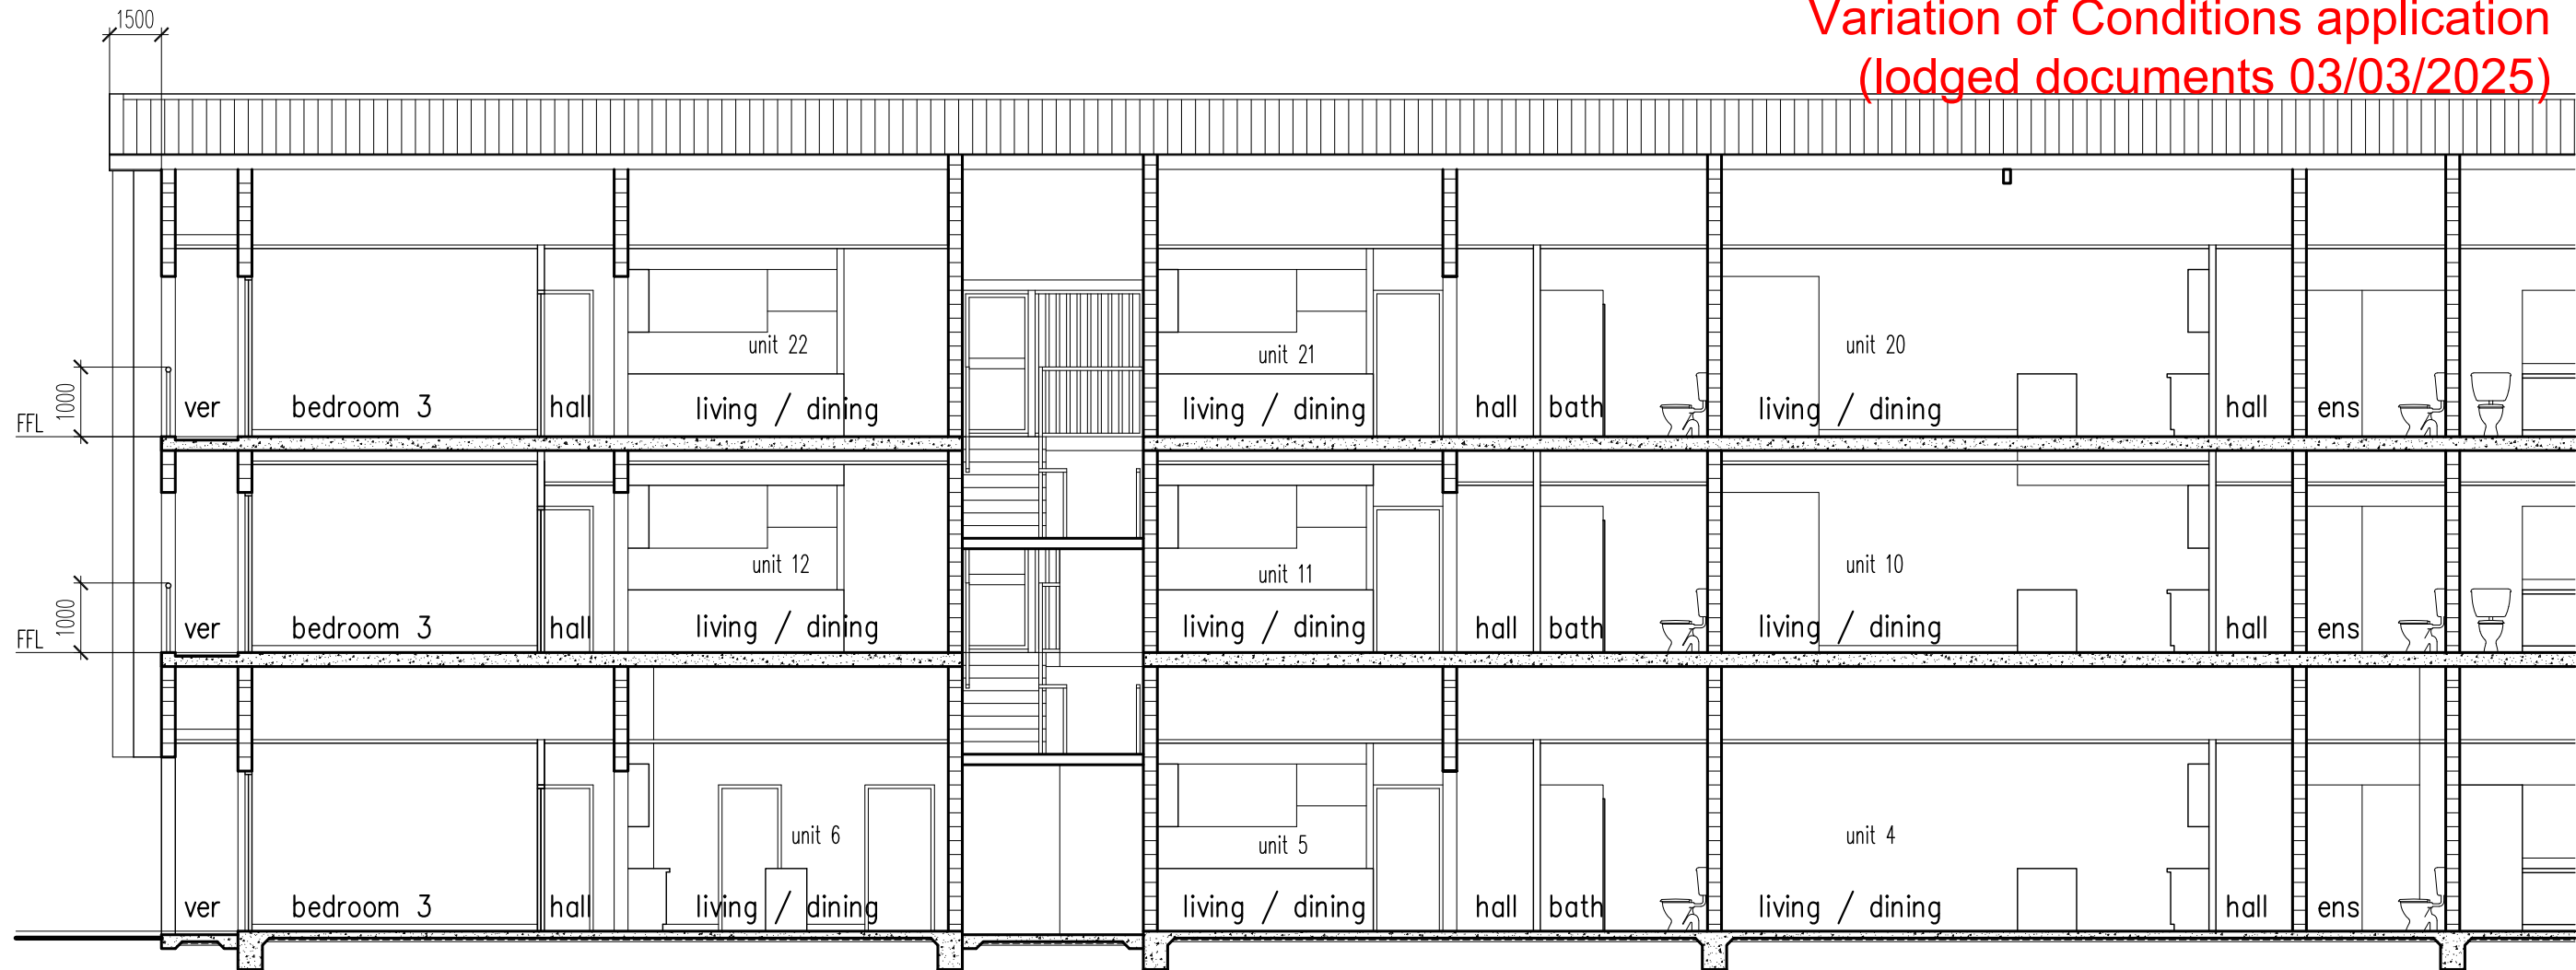 1500
Variation of Conditions application
(lodged documents 03/03/2025)
unit 22
unit 21
unit 20
FFL
1000
ver
bedroom 3
hall
living / dining
living / dining
hall
bath
living / dining
hall
ens
unit 12
unit 11
unit 10
FFL
1000
ver
bedroom 3
hall
living / dining
living / dining
hall
bath
living / dining
hall
ens
unit 6
unit 5
unit 4
ver
bedroom 3
hall
living / dining
living / dining
hall
bath
living / dining
hall
ens